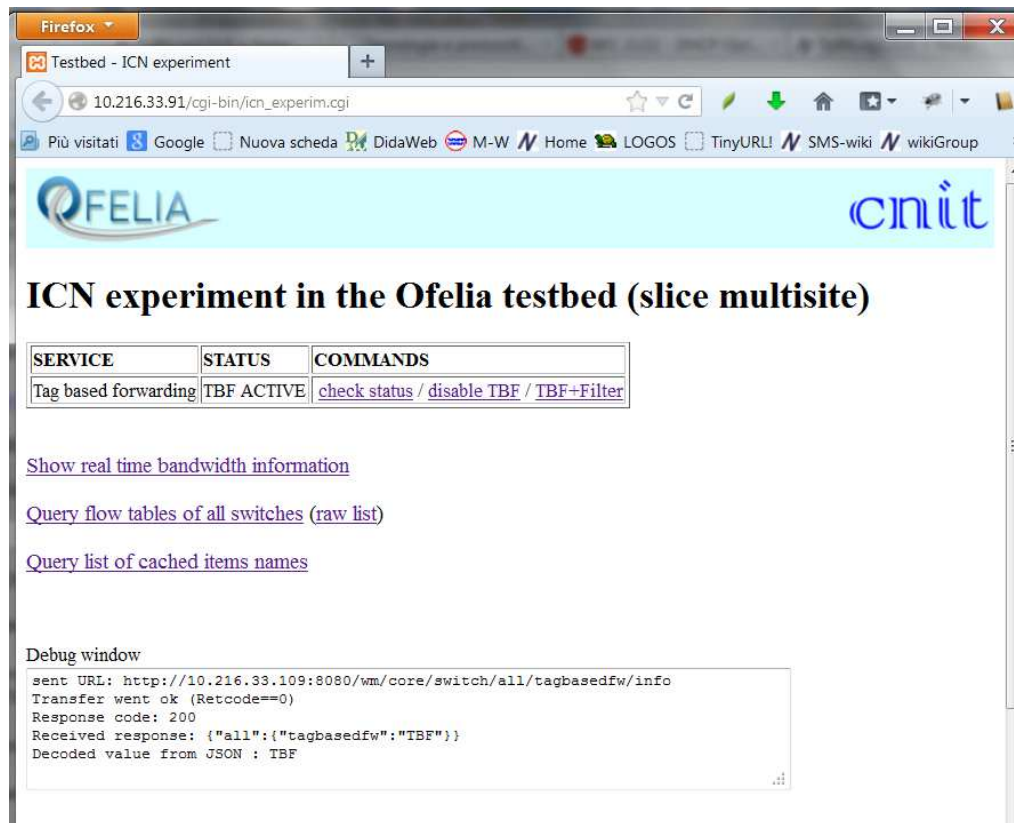 Firefox
Testbed - ICN experiment
10.216.33.91/cgi-bin/icn_experim.cgi
Più visitati Google Nuova scheda DidaWeb M-W Home LOGOS TinyURL! SMS-wiki wikiGroup
OFELIA cnit
ICN experiment in the Ofelia testbed (slice multisite)
SERVICE STATUS COMMANDS
Tag based forwarding TBF ACTIVE check status / disable TBF / TBF+Filter
Show real time bandwidth information
Query flow tables of all switches (raw list)
Query list of cached items names
Debug window
sent URL: http://10.216.33.109:8080/wm/core/switch/all/tagbasedfw/info
Transfer went ok (Retcode==0)
Response code: 200
Received response: {"all":{"tagbasedfw":"TBF"}}
Decoded value from JSON : TBF